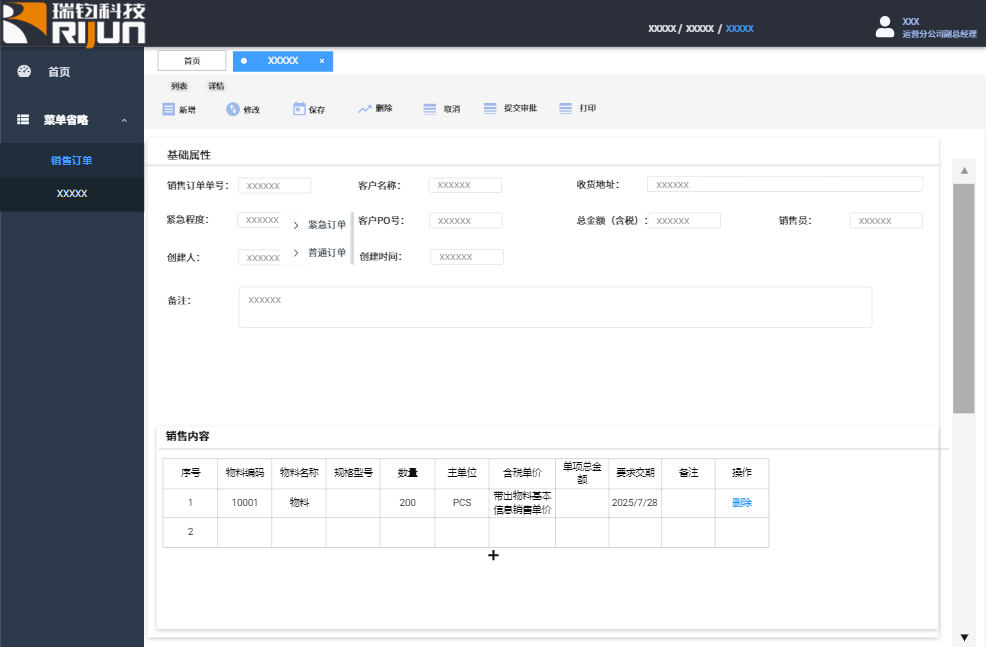 瑞钧科技
RIJUN
XXXXX / XXXXX / XXXXX
XXX
运营分公司副总经理
首页
菜单省略
销售订单
XXXXX
首页
XXXXX ×
列表 详情
新增 修改 保存 删除 取消 提交审批 打印
基础属性
销售订单单号： XXXXXX 客户名称： XXXXXX 收货地址： XXXXXX
紧急程度： XXXXXX 紧急订单 客户PO号： XXXXXX 总金额（含税）: XXXXXX 销售员： XXXXXX
创建人： XXXXXX 普通订单 创建时间： XXXXXX
备注： XXXXXX
销售内容
序号 物料编码 物料名称 规格型号 数量 主单位 含税单价 单项总金额 要求交期 备注 操作
1 10001 物料 200 PCS 带出物料基本信息销售单价 2025/7/28 删除
2
+